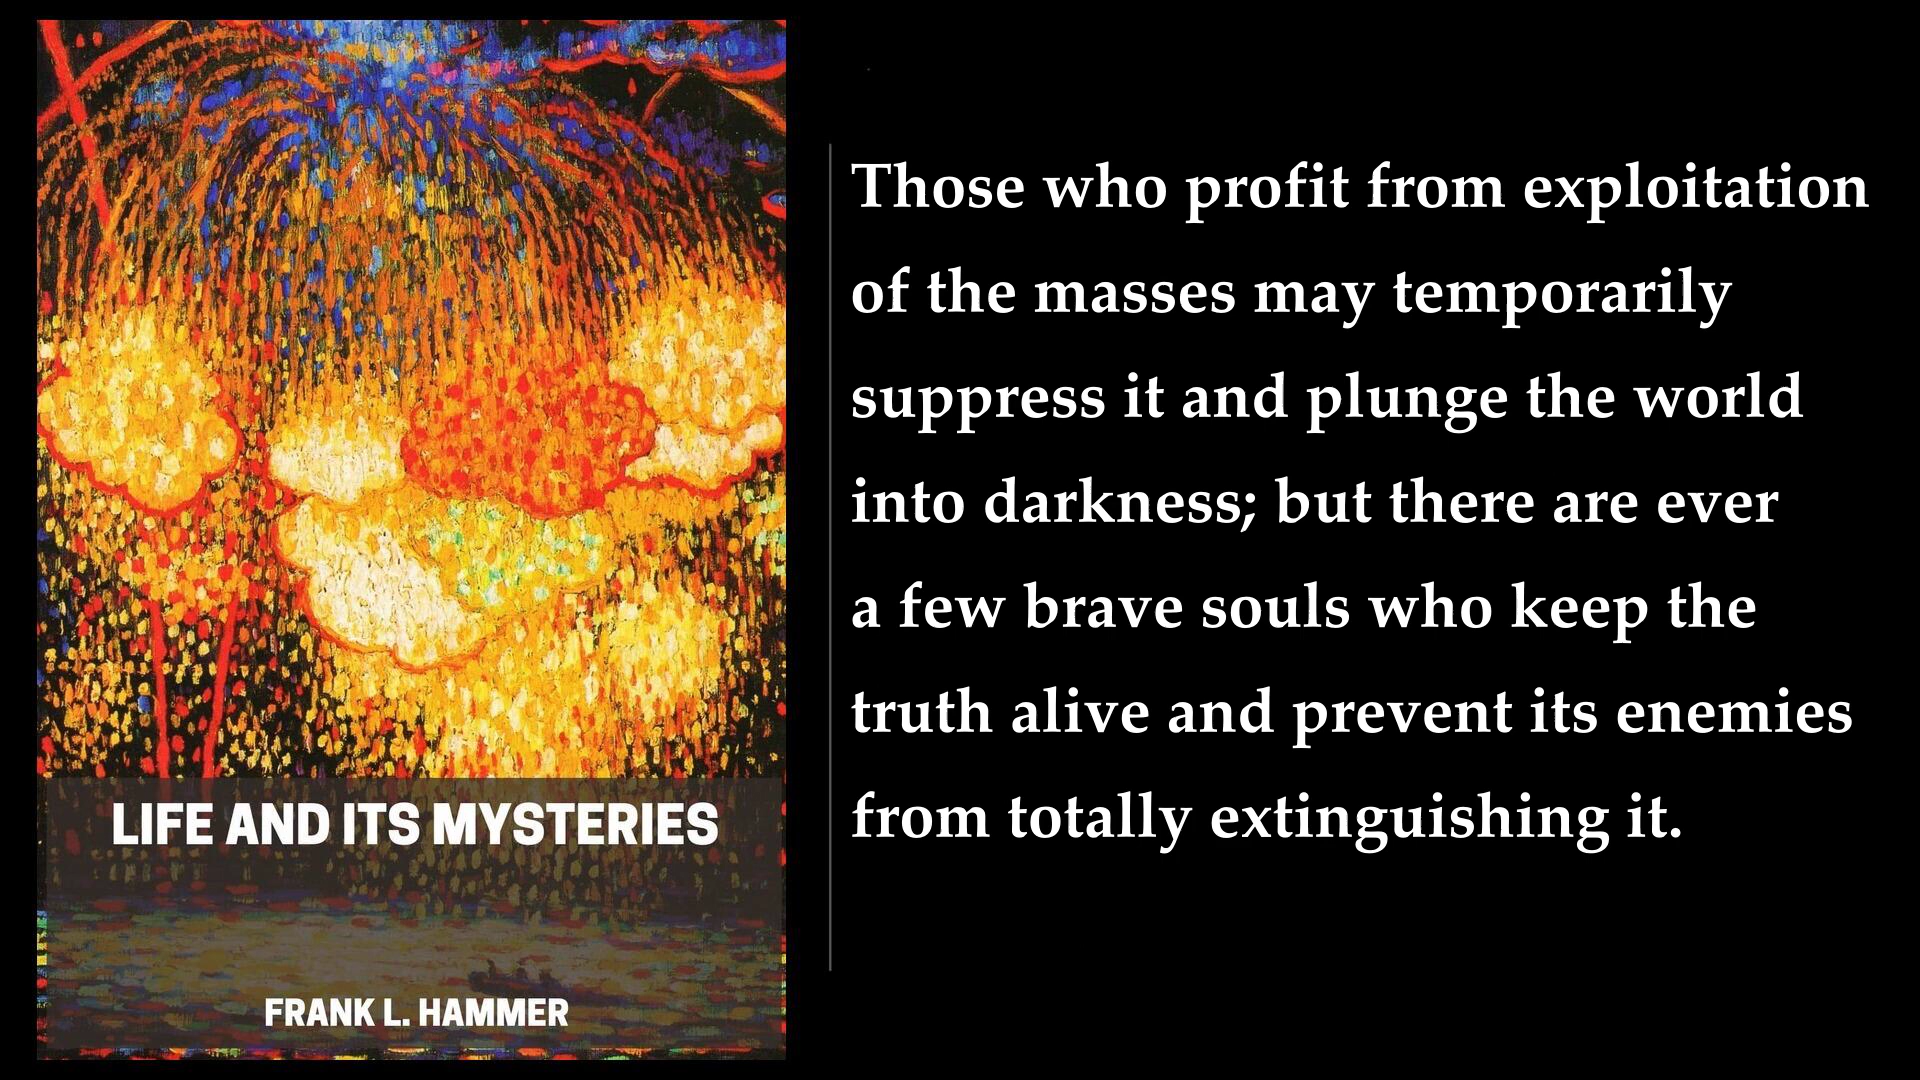 LIFE AND ITS MYSTERIES
FRANK L. HAMMER
Those who profit from exploitation
of the masses may temporarily
suppress it and plunge the world
into darkness; but there are ever
a few brave souls who keep the
truth alive and prevent its enemies
from totally extinguishing it.